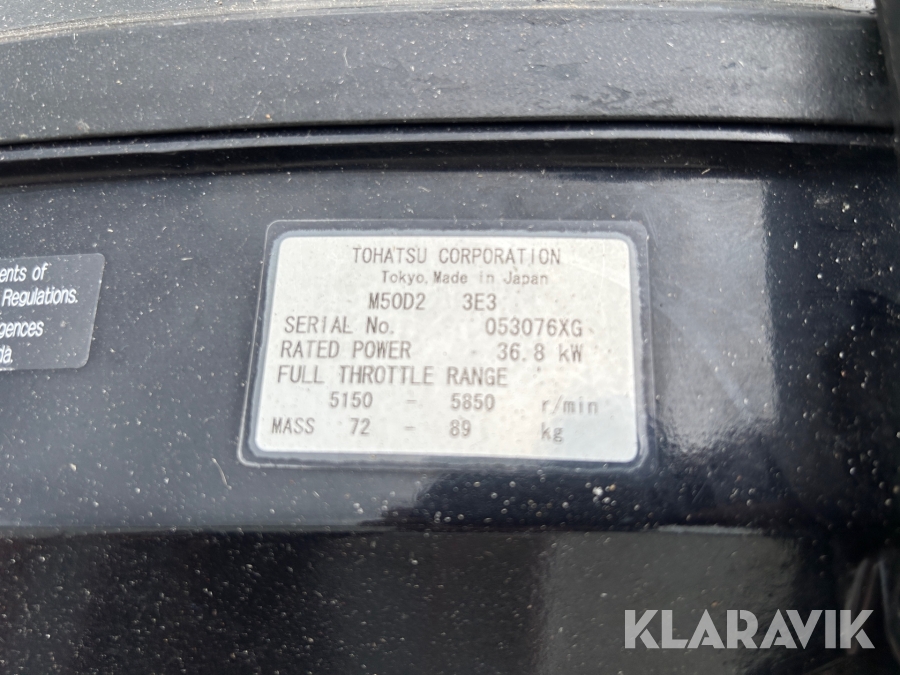 ents of
Regulations.
gences
da.
TOHATSU CORPORATION
Tokyo, Made in Japan
M50D2 3E3
SERIAL No. 053076XG
RATED POWER 36.8 kW
FULL THROTTLE RANGE
5150 - 5850 r/min
MASS 72 - 89 kg
KLARAVIK